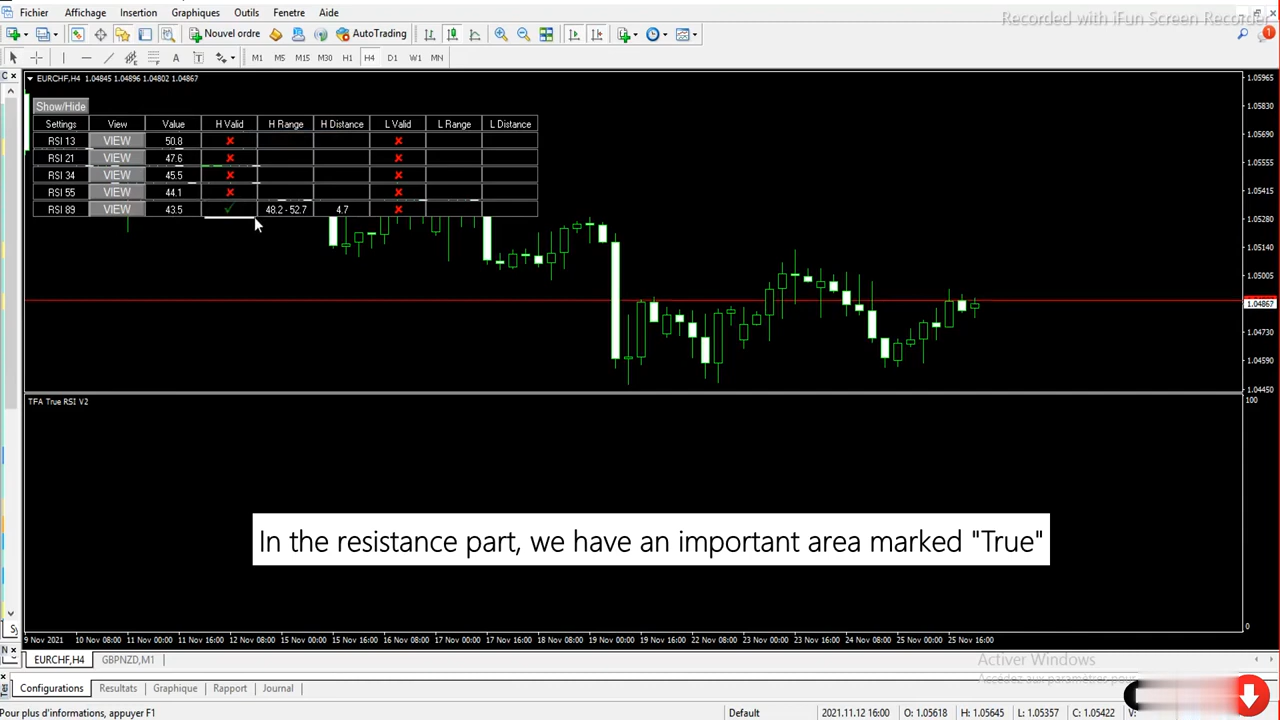 Fichier Affichage Insertion Graphiques Outils Fenetre Aide
Recorded with iFun Screen Recorder
Nouvel ordre AutoTrading
1
A T M1 M5 M15 M30 H1 H4 D1 W1 MN
EURCHF,H4 1.04845 1.04896 1.04802 1.04867
1.05965
1.05830
1.05690
1.05555
1.05415
1.05280
1.05140
1.05005
1.04867
1.04730
1.04590
1.04450
Show/Hide
Settings View Value H Valid H Range H Distance L Valid L Range L Distance
RSI 13 VIEW 50.8 ✘ ✘
RSI 21 VIEW 47.6 ✘ ✘
RSI 34 VIEW 45.5 ✘ ✘
RSI 55 VIEW 44.1 ✘ ✘
RSI 89 VIEW 43.5 ✓ 48.2 - 52.7 4.7 ✘
TFA True RSI V2
100
In the resistance part, we have an important area marked "True"
0
9 Nov 2021 10 Nov 08:00 11 Nov 00:00 11 Nov 16:00 12 Nov 08:00 15 Nov 00:00 15 Nov 16:00 16 Nov 08:00 17 Nov 00:00 17 Nov 16:00 18 Nov 08:00 19 Nov 00:00 19 Nov 16:00 22 Nov 08:00 23 Nov 00:00 23 Nov 16:00 24 Nov 08:00 25 Nov 00:00 25 Nov 16:00
EURCHF,H4 GBPNZD,M1
Activer Windows
Accédez aux paramètres pour
Configurations Resultats Graphique Rapport Journal
Pour plus d'informations, appuyer F1 Default 2021.11.12 16:00 O: 1.05618 H: 1.05645 L: 1.05357 C: 1.05422 V: